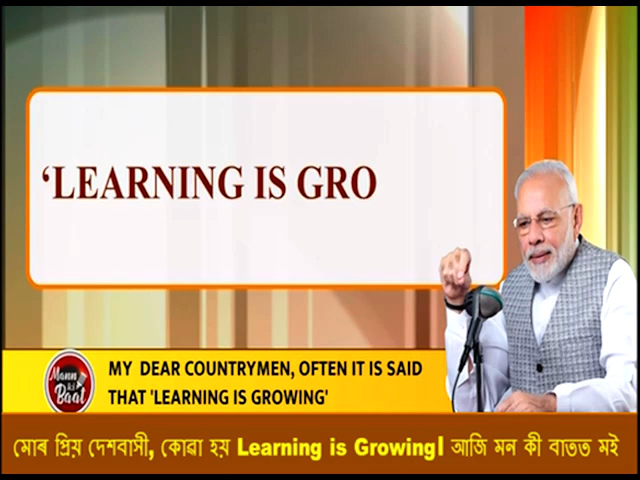 ‘LEARNING IS GRO
Mann
ki
Baat
MY DEAR COUNTRYMEN, OFTEN IT IS SAID
THAT 'LEARNING IS GROWING'
মোৰ প্ৰিয় দেশবাসী, কোৱা হয় Learning is Growing। আজি মন কী বাতত মই